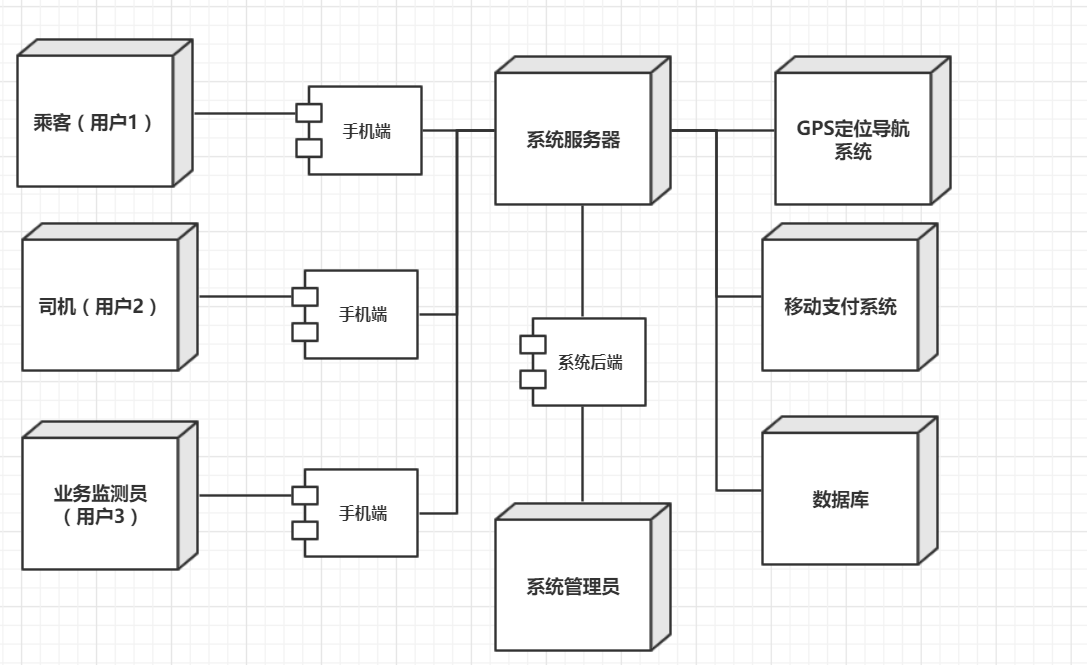 乘客（用户1）
手机端
系统服务器
GPS定位导航
系统
司机（用户2）
手机端
移动支付系统
系统后端
业务监测员
（用户3）
手机端
数据库
系统管理员